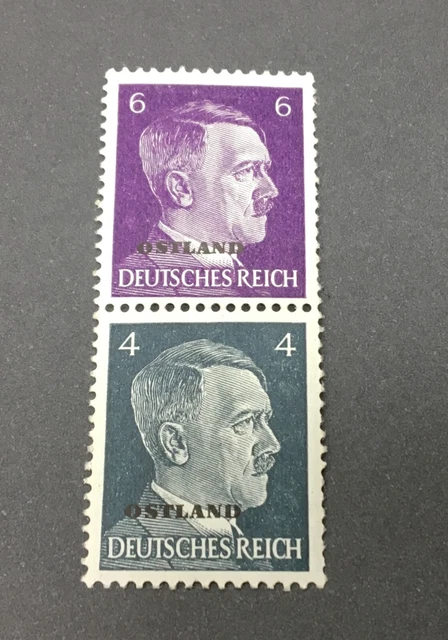 6 6
OSTLAND
DEUTSCHES REICH
4 4
OSTLAND
DEUTSCHES REICH